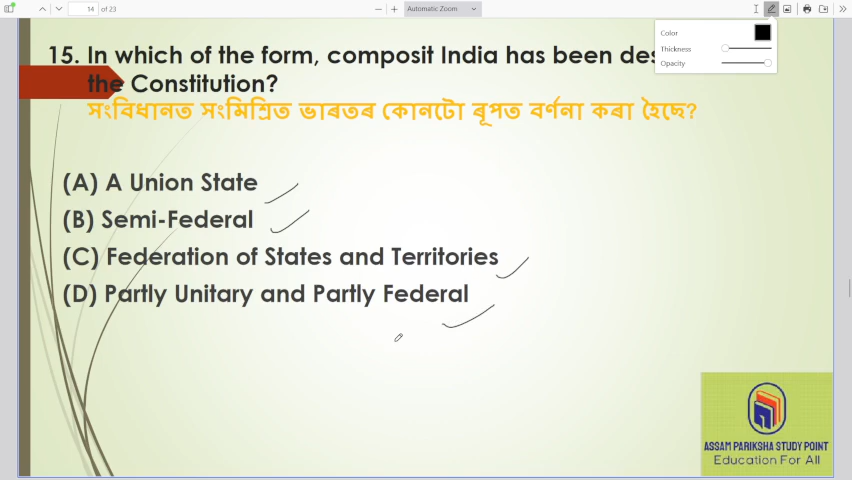 14 of 23
Automatic Zoom
Color
Thickness
Opacity
15. In which of the form, composit India has been
the Constitution?
সংবিধানত সংমিশ্ৰিত ভাৰতৰ কোনটো ৰূপত বৰ্ণনা কৰা হৈছে?
(A) A Union State
(B) Semi-Federal
(C) Federation of States and Territories
(D) Partly Unitary and Partly Federal
ASSAM PARIKSHA STUDY POINT
Education For All